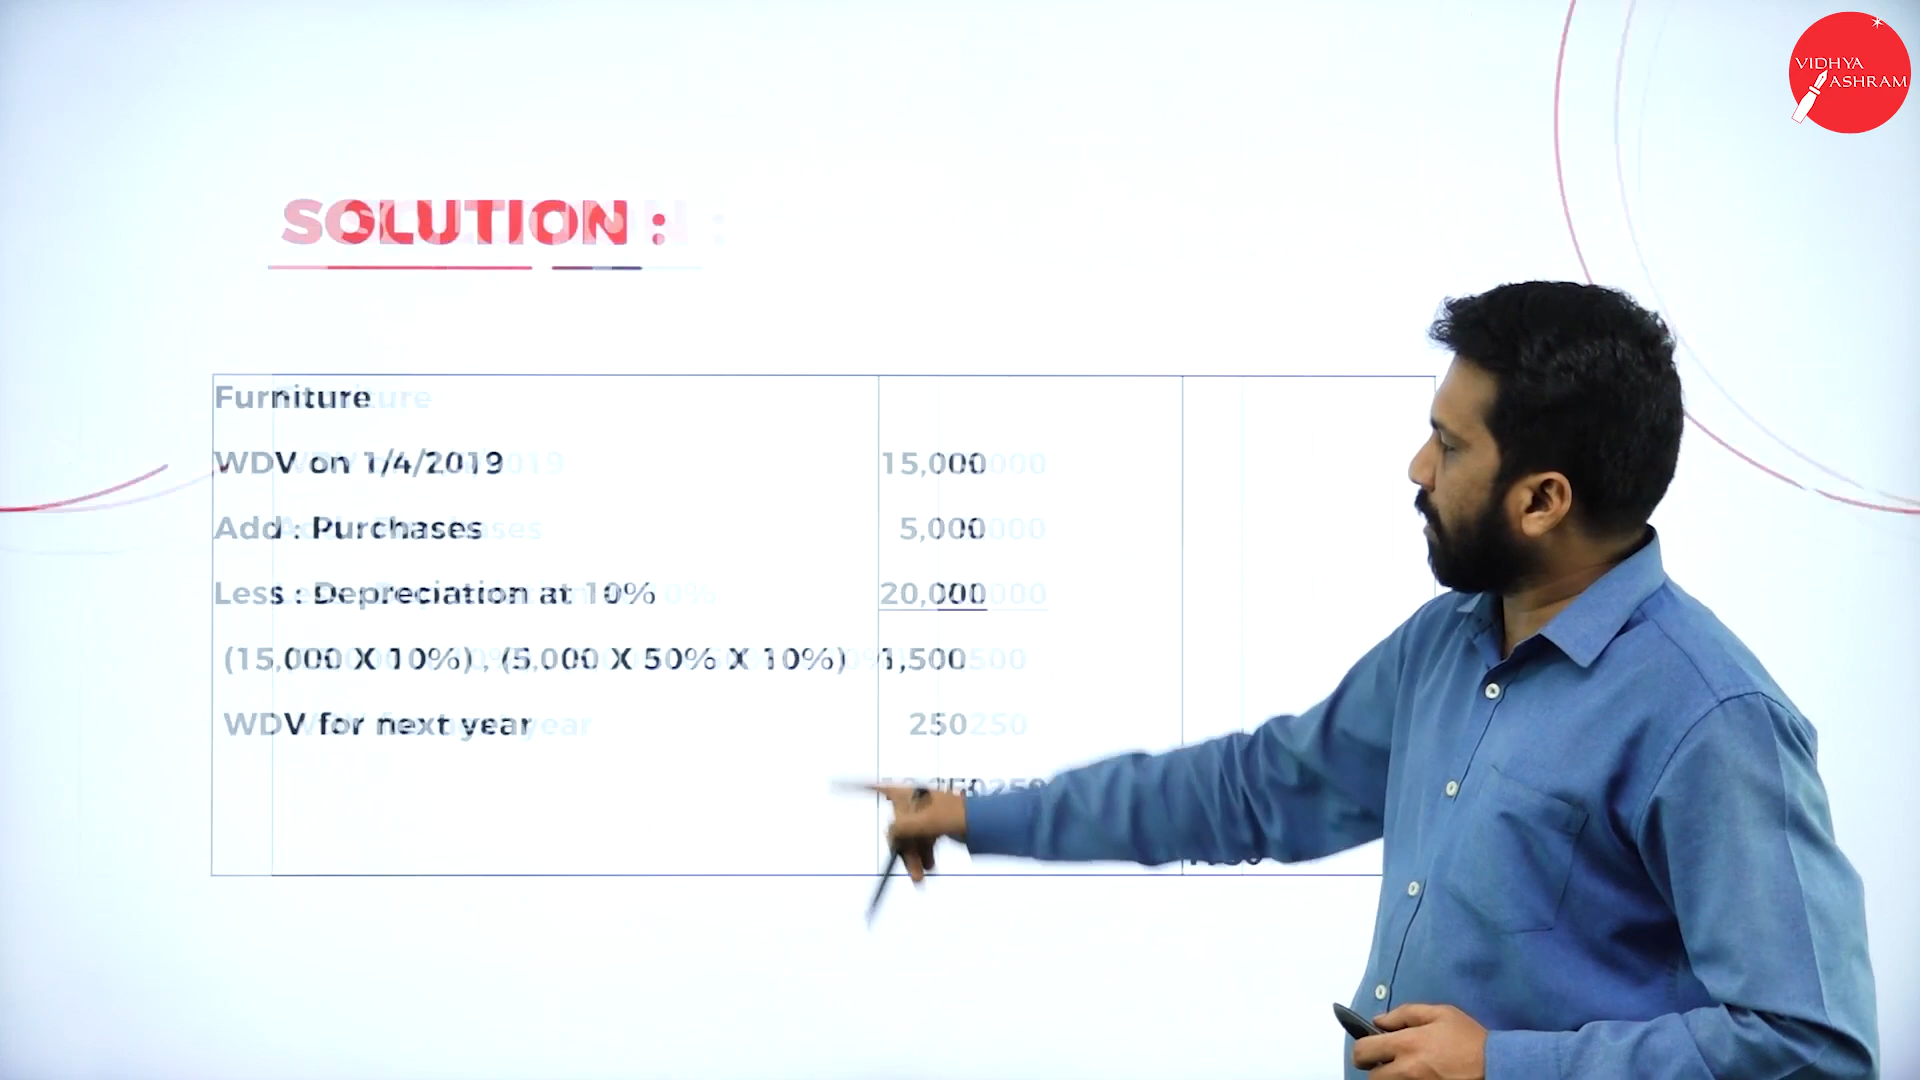 VIDHYA
ASHRAM
SOLUTION :
Furniture
WDV on 1/4/2019 15,000
Add : Purchases 5,000
Less : Depreciation at 10% 20,000
(15,000 X 10%) , (5,000 X 50% X 10%) 1,500
WDV for next year 250